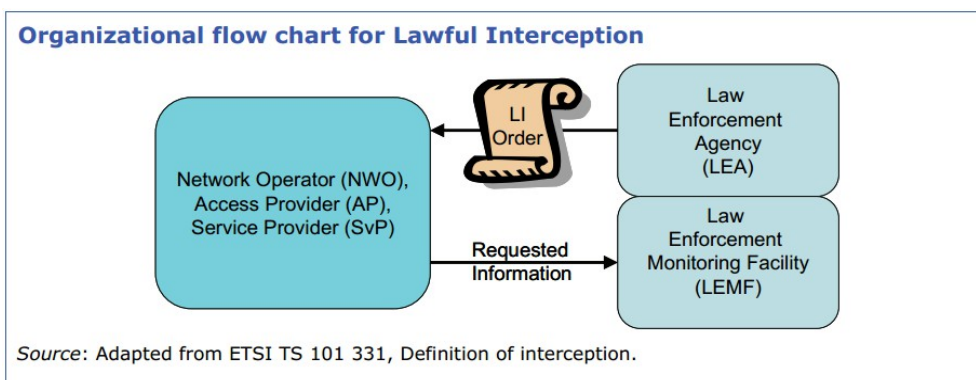 Organizational flow chart for Lawful Interception
LI
Order
Law
Enforcement
Agency
(LEA)
Network Operator (NWO),
Access Provider (AP),
Service Provider (SvP)
Requested
Information
Law
Enforcement
Monitoring Facility
(LEMF)
Source: Adapted from ETSI TS 101 331, Definition of interception.